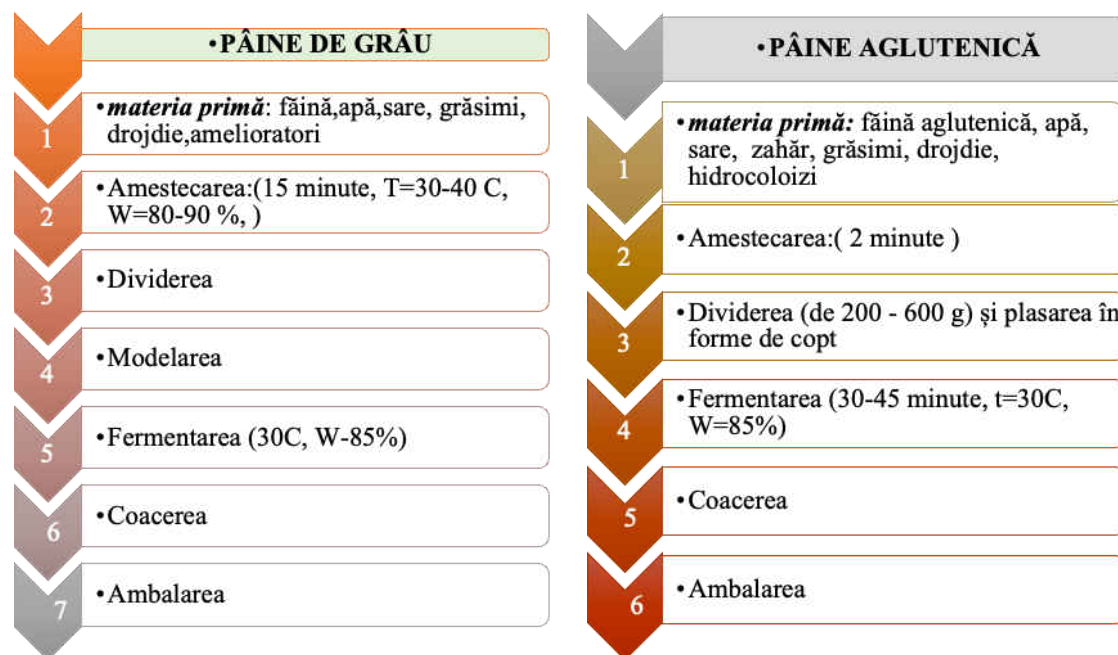 •PÂINE DE GRÂU
1
•materia primă: făină,apă,sare, grăsimi,
drojdie,amelioratori
2
•Amestecarea:(15 minute, T=30-40 C,
W=80-90 %, )
3
•Dividerea
4
•Modelarea
5
•Fermentarea (30C, W-85%)
6
•Coacerea
7
•Ambalarea
•PÂINE AGLUTENICĂ
1
•materia primă: făină aglutenică, apă,
sare, zahăr, grăsimi, drojdie,
hidrocoloizi
2
•Amestecarea:( 2 minute )
3
•Dividerea (de 200 - 600 g) și plasarea în
forme de copt
4
•Fermentarea (30-45 minute, t=30C,
W=85%)
5
•Coacerea
6
•Ambalarea